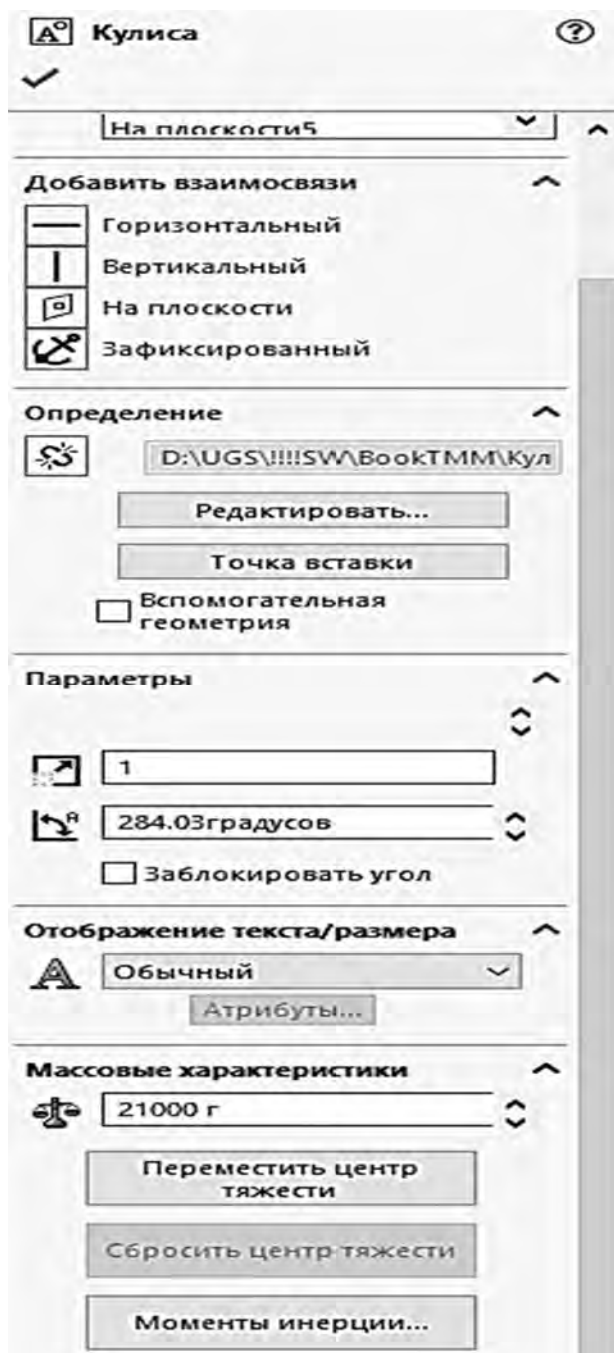 Кулиса
На плоскости5
Добавить взаимосвязи
Горизонтальный
Вертикальный
На плоскости
Зафиксированный
Определение
D:\UGS\!!!!SW\BookTMM\Кул
Редактировать...
Точка вставки
Вспомогательная
геометрия
Параметры
1
284.03градусов
Заблокировать угол
Отображение текста/размера
Обычный
Атрибуты...
Массовые характеристики
21000 г
Переместить центр
тяжести
Сбросить центр тяжести
Моменты инерции...